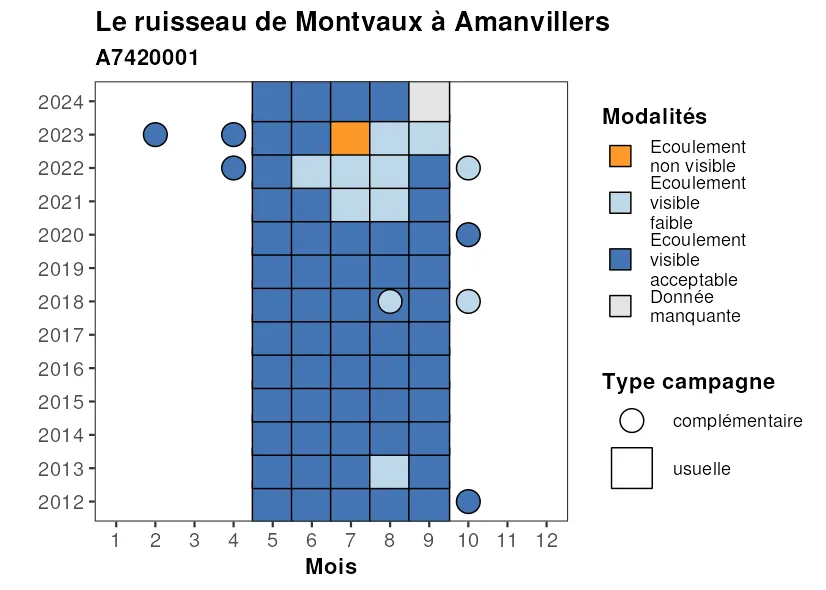 Le ruisseau de Montvaux à Amanvillers
A7420001
2024
2023
2022
2021
2020
2019
2018
2017
2016
2015
2014
2013
2012
1 2 3 4 5 6 7 8 9 10 11 12
Mois
Modalités
Ecoulement
non visible
Ecoulement
visible
faible
Ecoulement
visible
acceptable
Donnée
manquante
Type campagne
complémentaire
usuelle